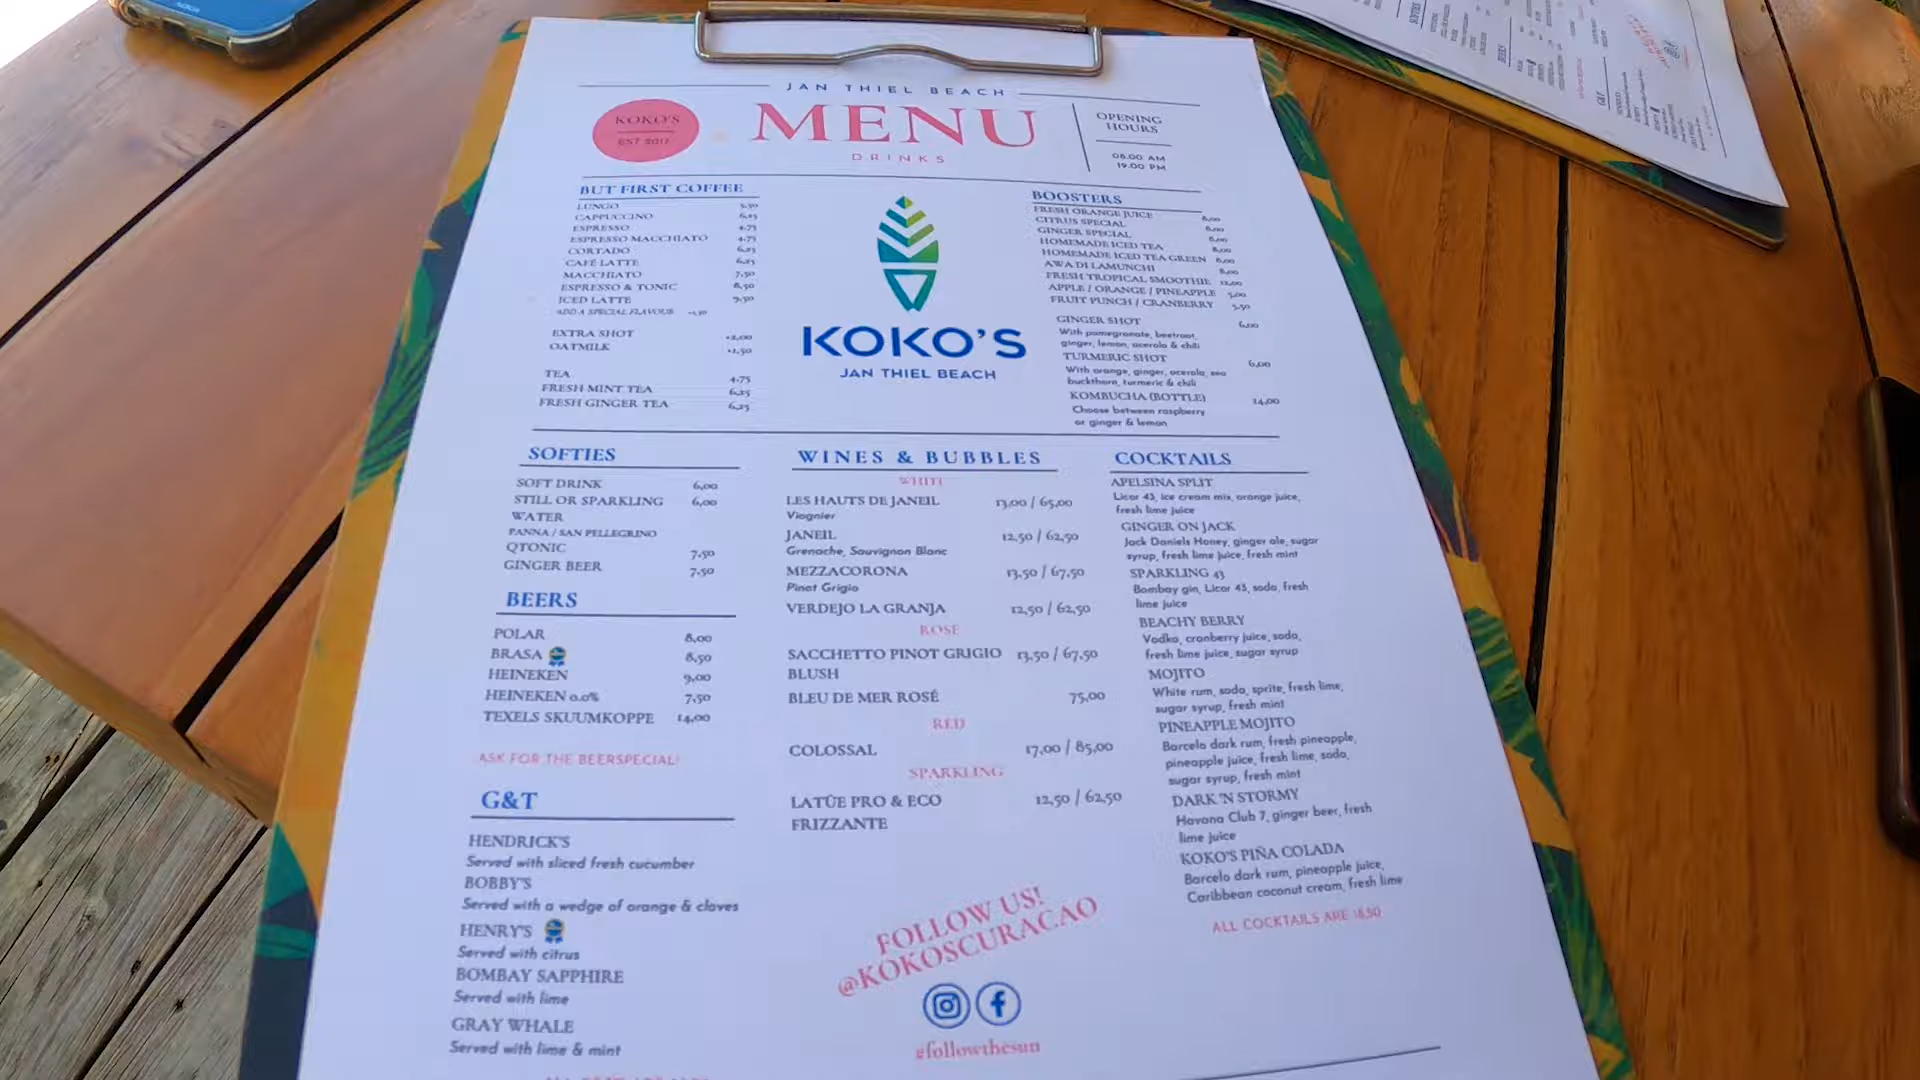 JAN THIEL BEACH
KOKO'S
EST 2017
MENU
DRINKS
OPENING
HOURS
08.00 AM
19.00 PM
BUT FIRST COFFEE
LUNGO 5,50
CAPPUCCINO 6,25
ESPRESSO 4,75
ESPRESSO MACCHIATO 4,75
CORTADO 6,25
CAFÉ LATTE 6,25
MACCHIATO 7,50
ESPRESSO & TONIC 8,50
ICED LATTE 9,50
ADD A SPECIAL FLAVOUR +1,50
EXTRA SHOT +2,00
OATMILK +1,50
TEA 4,75
FRESH MINT TEA 6,25
FRESH GINGER TEA 6,25
KOKO'S
JAN THIEL BEACH
BOOSTERS
FRESH ORANGE JUICE 8,00
CITRUS SPECIAL
GINGER SPECIAL
HOMEMADE ICED TEA
HOMEMADE ICED TEA GREEN
AWA DI LAMUNCHI
FRESH TROPICAL SMOOTHIE 12,00
APPLE / ORANGE / PINEAPPLE 5,00
FRUIT PUNCH / CRANBERRY 5,50
GINGER SHOT 6,00
With pomegranate, beetroot,
ginger, lemon, acerola & chili
TURMERIC SHOT 6,00
With orange, ginger, acerola, sea
buckthorn, turmeric & chili
KOMBUCHA (BOTTLE) 14,00
Choose between raspberry
or ginger & lemon
SOFTIES
SOFT DRINK 6,00
STILL OR SPARKLING 6,00
WATER
PANNA / SAN PELLEGRINO
QTONIC 7,50
GINGER BEER 7,50
BEERS
POLAR 8,00
BRASA 8,50
HEINEKEN 9,00
HEINEKEN 0.0% 7,50
TEXELS SKUUMKOPPE 14,00
ASK FOR THE BEERSPECIAL!
G&T
HENDRICK'S
Served with sliced fresh cucumber
BOBBY'S
Served with a wedge of orange & cloves
HENRY'S
Served with citrus
BOMBAY SAPPHIRE
Served with lime
GRAY WHALE
Served with lime & mint
WINES & BUBBLES
WHITE
LES HAUTS DE JANEIL 13,00 / 65,00
Viognier
JANEIL 12,50 / 62,50
Grenache, Sauvignon Blanc
MEZZACORONA 13,50 / 67,50
Pinot Grigio
VERDEJO LA GRANJA 12,50 / 62,50
ROSE
SACCHETTO PINOT GRIGIO 13,50 / 67,50
BLUSH
BLEU DE MER ROSÉ 75,00
RED
COLOSSAL 17,00 / 85,00
SPARKLING
LATÜE PRO & ECO 12,50 / 62,50
FRIZZANTE
FOLLOW US!
@KOKOSCURACAO
#followthesun
COCKTAILS
APELSINA SPLIT
Licor 43, ice cream mix, orange juice,
fresh lime juice
GINGER ON JACK
Jack Daniels Honey, ginger ale, sugar
syrup, fresh lime juice, fresh mint
SPARKLING 43
Bombay gin, Licor 43, soda, fresh
lime juice
BEACHY BERRY
Vodka, cranberry juice, soda,
fresh lime juice, sugar syrup
MOJITO
White rum, soda, sprite, fresh lime,
sugar syrup, fresh mint
PINEAPPLE MOJITO
Barcelo dark rum, fresh pineapple,
pineapple juice, fresh lime, soda,
sugar syrup, fresh mint
DARK 'N STORMY
Havana Club 7, ginger beer, fresh
lime juice
KOKO'S PIÑA COLADA
Barcelo dark rum, pineapple juice,
Caribbean coconut cream, fresh lime
ALL COCKTAILS ARE 18,50